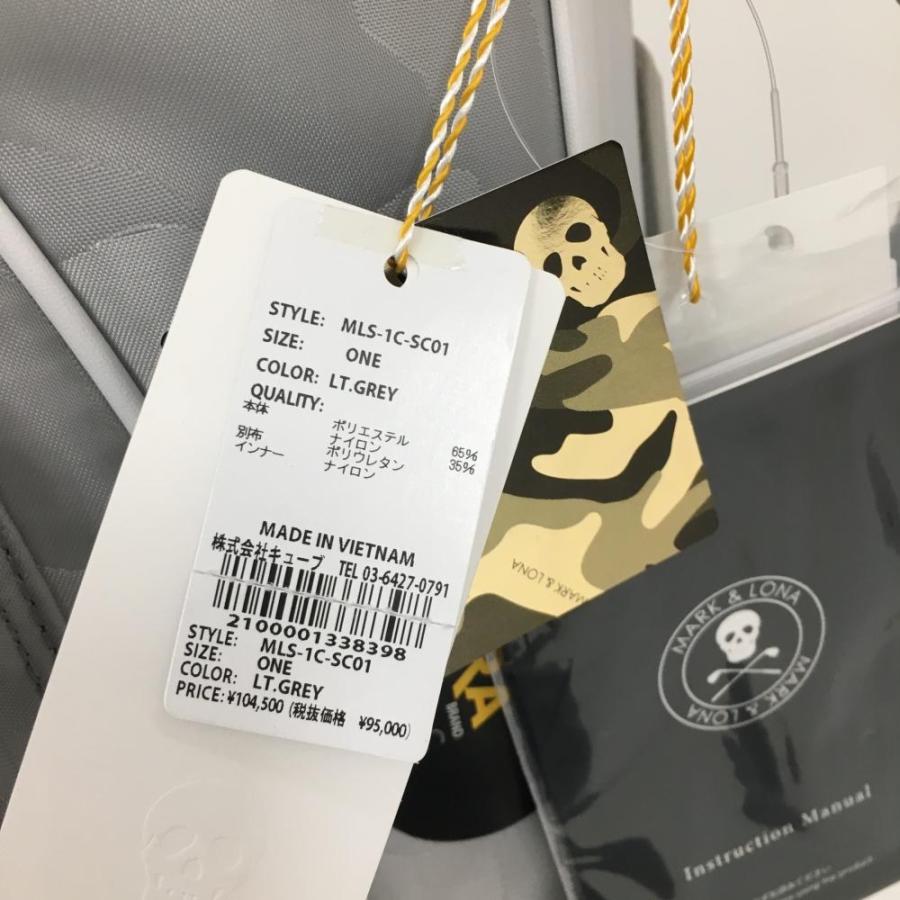 STYLE: MLS-1C-SC01
SIZE: ONE
COLOR: LT.GREY
QUALITY:
本体 ポリエステル 65%
ナイロン 35%
別布 ポリウレタン
インナー ナイロン
MADE IN VIETNAM
株式会社キューブ TEL 03-6427-0791
2100001338398
STYLE: MLS-1C-SC01
SIZE: ONE
COLOR: LT.GREY
PRICE: ¥104,500 (税抜価格 ¥95,000)
MARK & LONA
BRAND
MARK & LONA
MARK & LONA
Instruction Manual